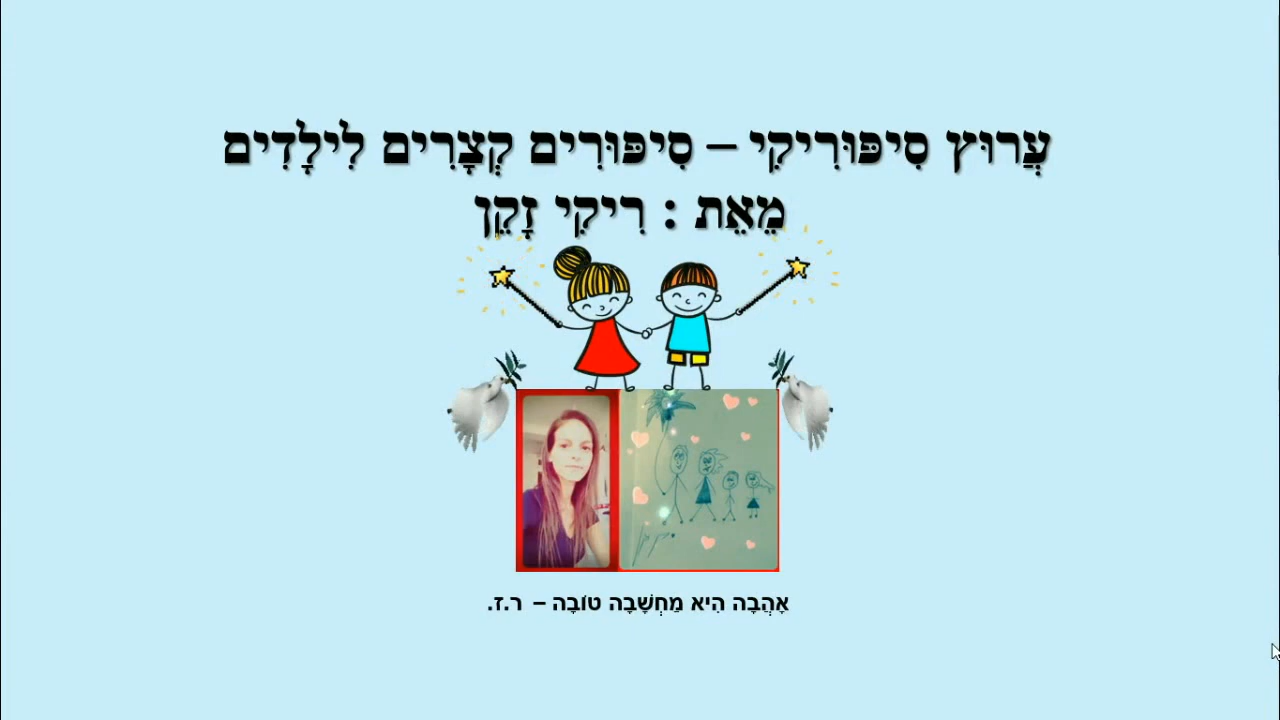 עֲרוּץ סִיפּוּרִיקִי – סִיפּוּרִים קְצָרִים לִילָדִים
מֵאֵת : רִיקִי זָקֵן
אָהֲבָה הִיא מַחְשָׁבָה טוֹבָה – ר.ז.